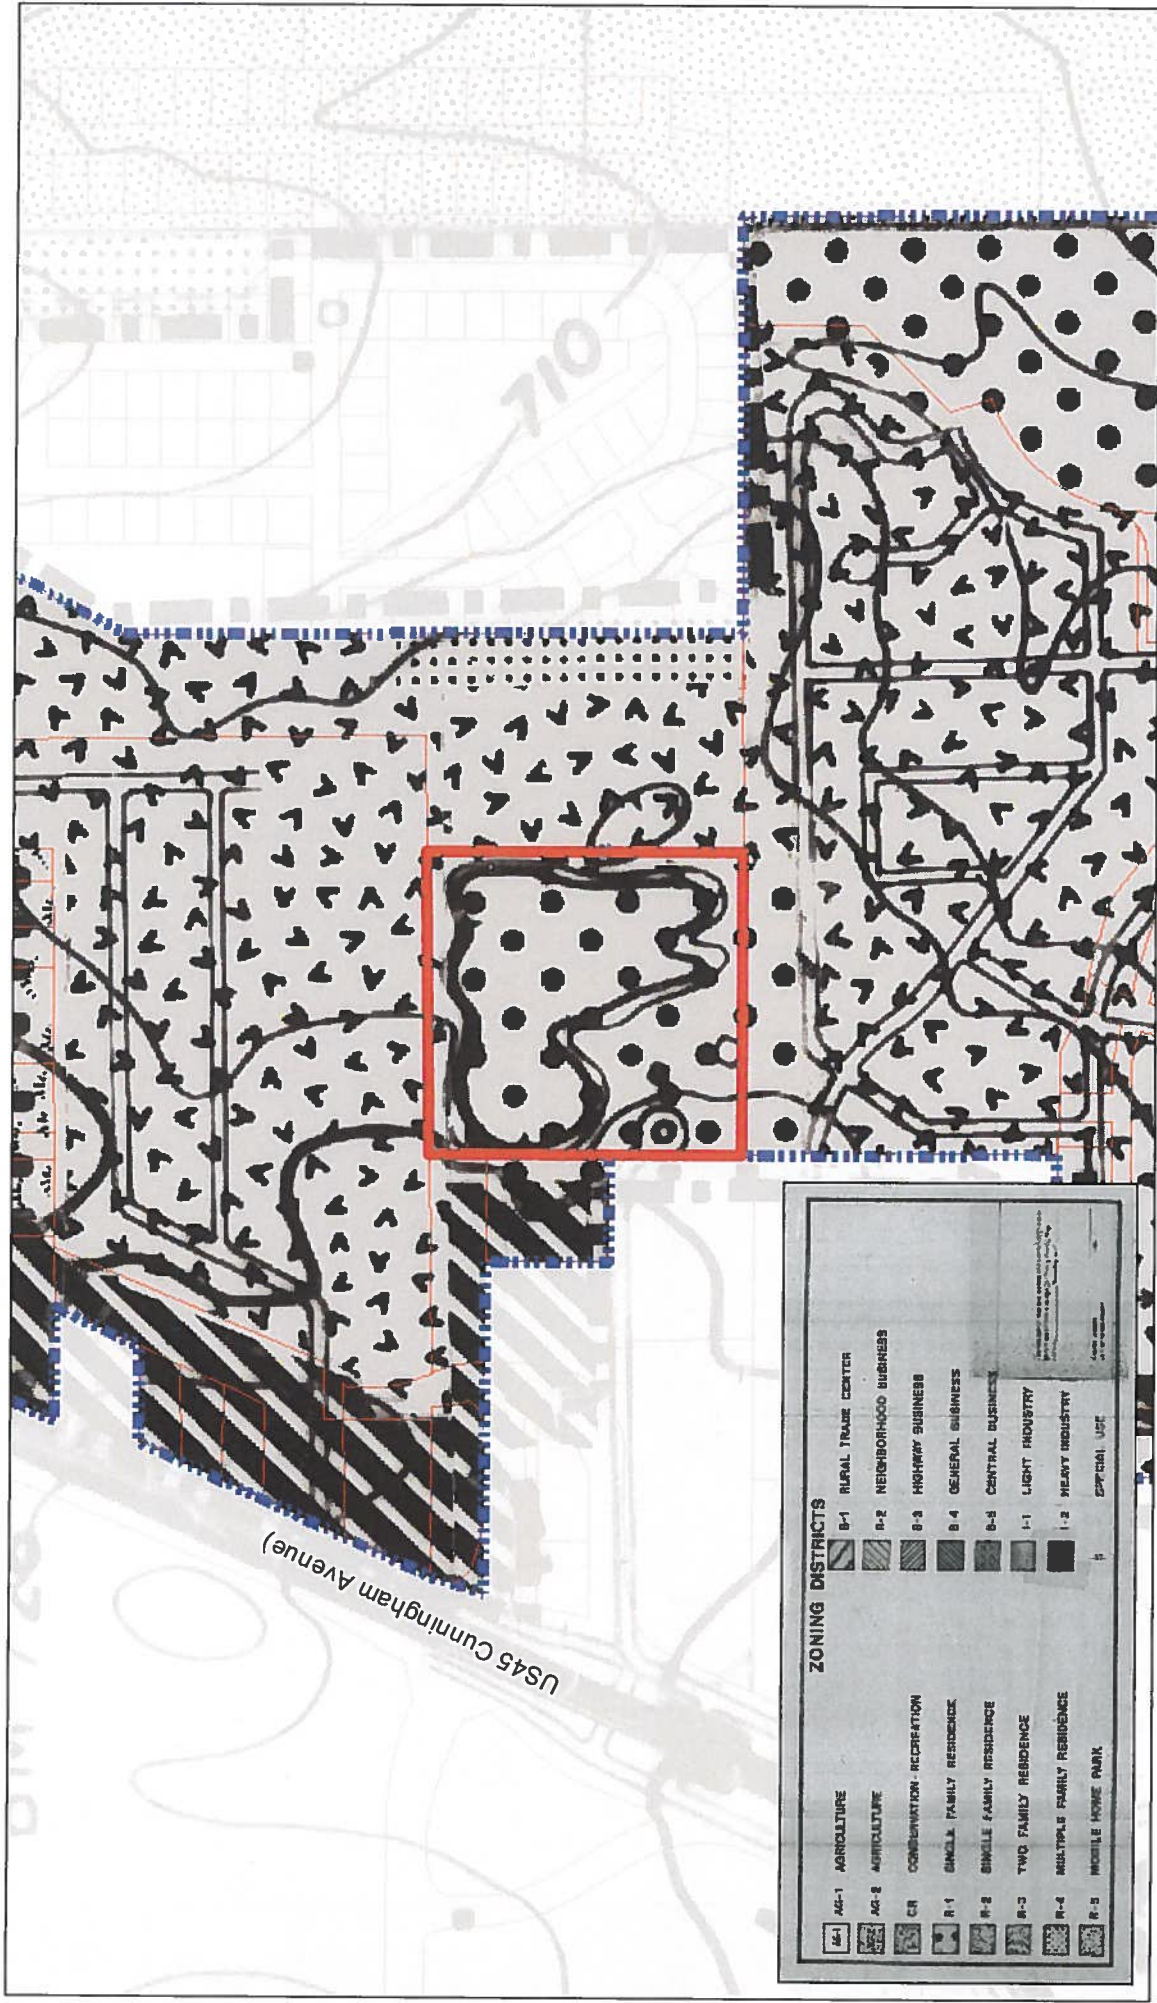 710
US45 Cunningham Avenue)
ZONING DISTRICTS
AG-1 AGRICULTURE
AG-2 AGRICULTURE
CR CONSERVATION-RECREATION
R-1 SINGLE FAMILY RESIDENCE
R-2 SINGLE FAMILY RESIDENCE
R-3 TWO FAMILY RESIDENCE
R-4 MULTIPLE FAMILY RESIDENCE
R-5 MOBILE HOME PARK
B-1 RURAL TRADE CENTER
B-2 NEIGHBORHOOD BUSINESS
B-3 HIGHWAY BUSINESS
B-4 GENERAL BUSINESS
B-5 CENTRAL BUSINESS
I-1 LIGHT INDUSTRY
I-2 HEAVY INDUSTRY
S SPECIAL USE